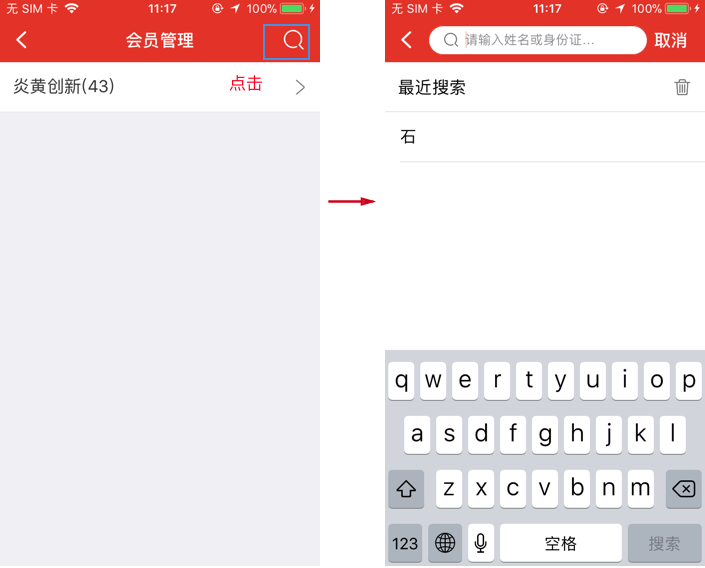 无 SIM 卡 11:17 100%
会员管理
炎黄创新(43) 点击
无 SIM 卡 11:17 100%
请输入姓名或身份证... 取消
最近搜索
石
q w e r t y u i o p
a s d f g h j k l
z x c v b n m
123 空格 搜索